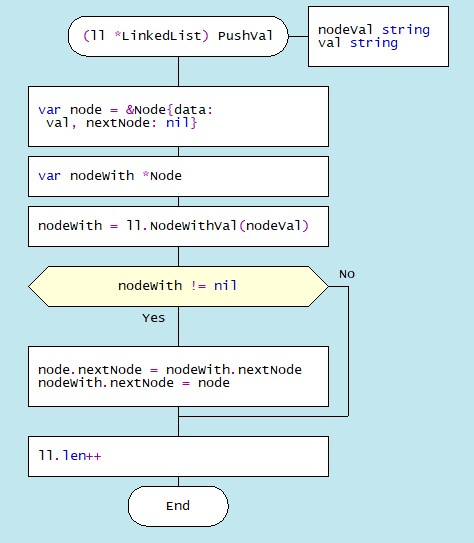 (ll *LinkedList) PushVal
nodeVal string
val string
var node = &Node{data:
val, nextNode: nil}
var nodeWith *Node
nodeWith = ll.NodeWithVal(nodeVal)
nodeWith != nil
No
Yes
node.nextNode = nodeWith.nextNode
nodeWith.nextNode = node
ll.len++
End